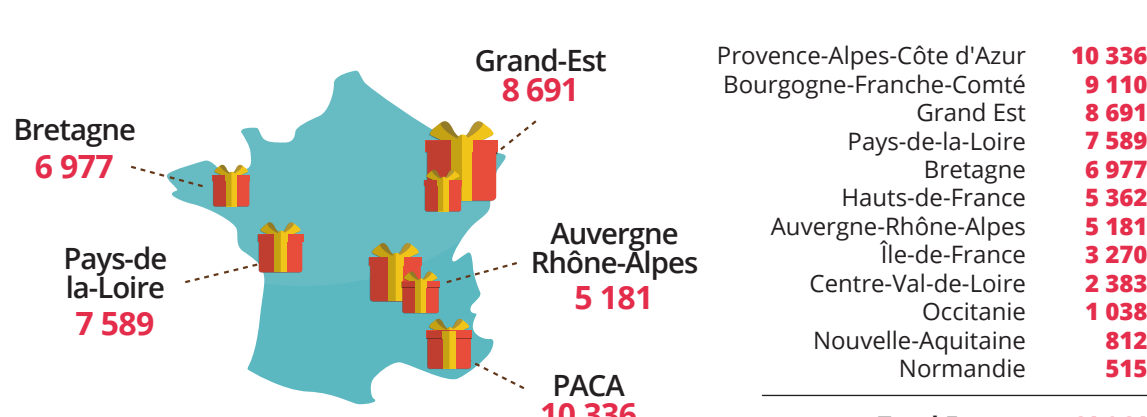 Grand-Est
8 691
Bretagne
6 977
Pays-de
la-Loire
7 589
Auvergne
Rhône-Alpes
5 181
PACA
10 336
Provence-Alpes-Côte d'Azur 10 336
Bourgogne-Franche-Comté 9 110
Grand Est 8 691
Pays-de-la-Loire 7 589
Bretagne 6 977
Hauts-de-France 5 362
Auvergne-Rhône-Alpes 5 181
Île-de-France 3 270
Centre-Val-de-Loire 2 383
Occitanie 1 038
Nouvelle-Aquitaine 812
Normandie 515